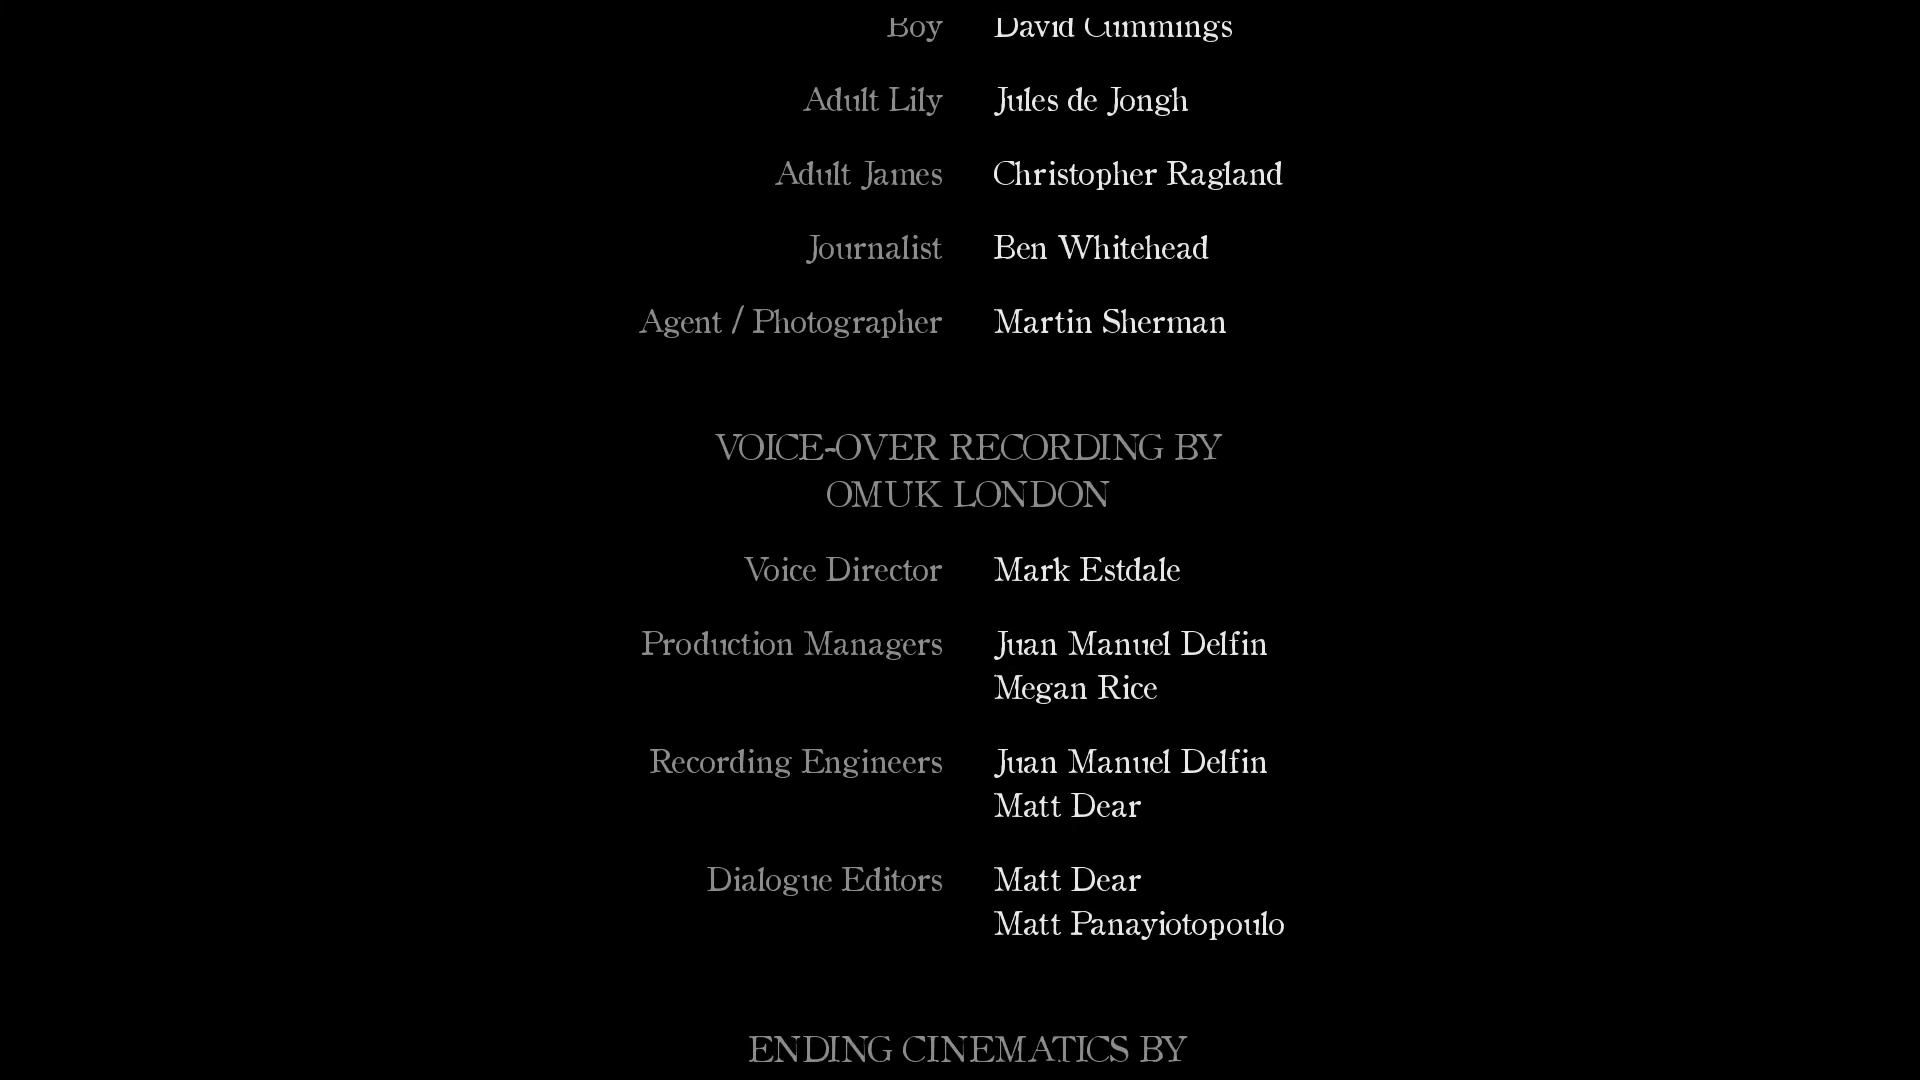 Boy David Cummings
Adult Lily Jules de Jongh
Adult James Christopher Ragland
Journalist Ben Whitehead
Agent / Photographer Martin Sherman
VOICE-OVER RECORDING BY
OMUK LONDON
Voice Director Mark Estdale
Production Managers Juan Manuel Delfin
Megan Rice
Recording Engineers Juan Manuel Delfin
Matt Dear
Dialogue Editors Matt Dear
Matt Panayiotopoulo
ENDING CINEMATICS BY